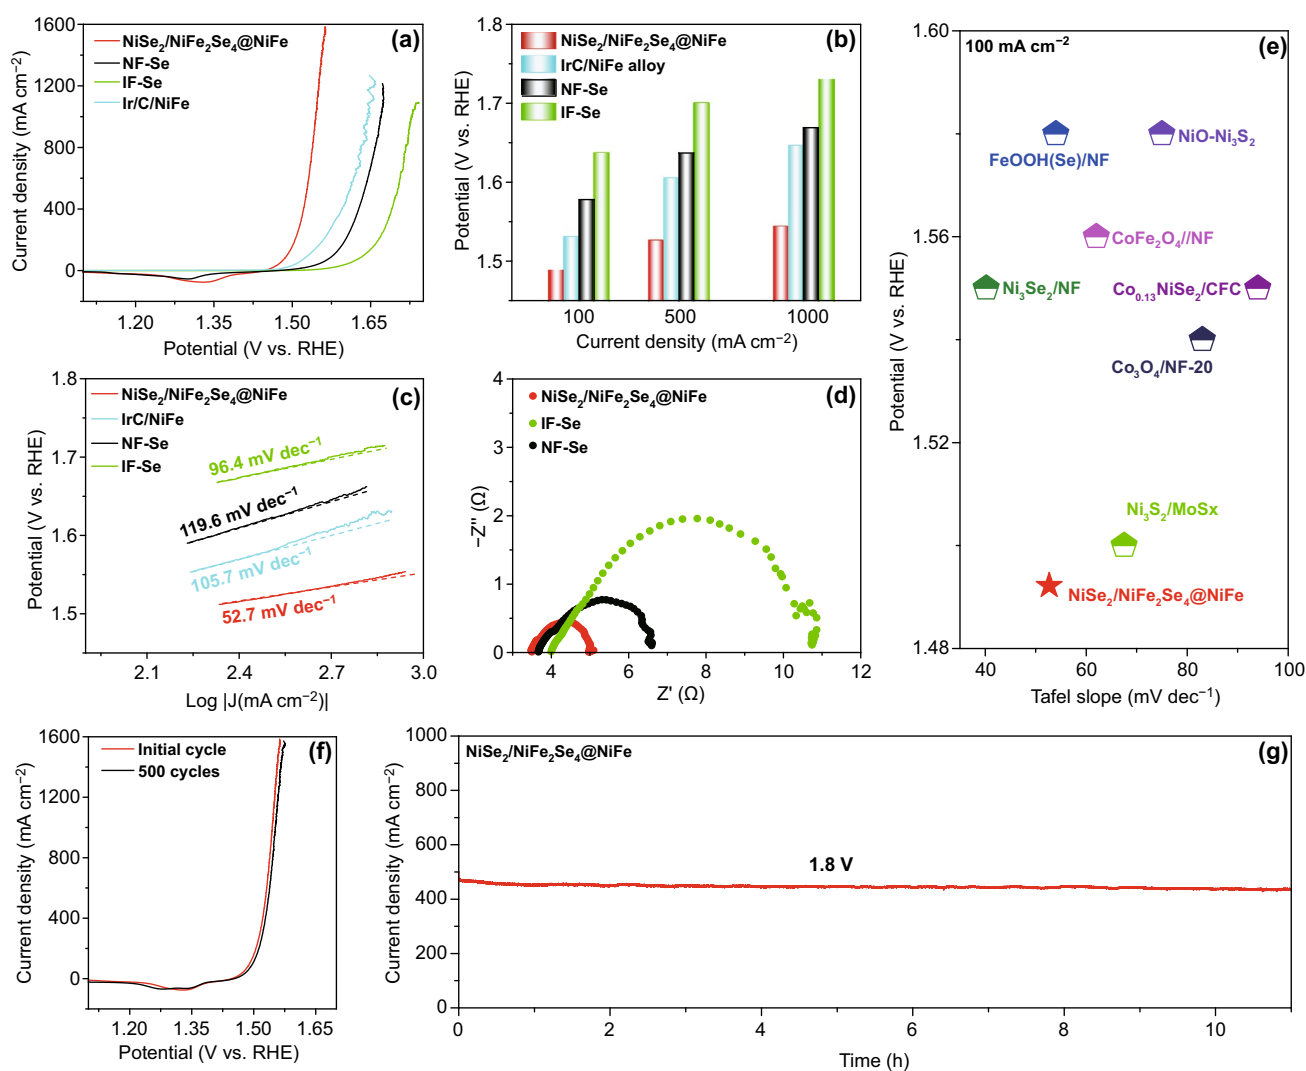 (a)
NiSe₂/NiFe₂Se₄@NiFe
NF-Se
IF-Se
Ir/C/NiFe
Current density (mA cm⁻²)
1600
1200
800
400
0
1.20 1.35 1.50 1.65
Potential (V vs. RHE)
(b)
NiSe₂/NiFe₂Se₄@NiFe
IrC/NiFe alloy
NF-Se
IF-Se
Potential (V vs. RHE)
1.8
1.7
1.6
1.5
100 500 1000
Current density (mA cm⁻²)
(e)
100 mA cm⁻²
Potential (V vs. RHE)
1.60
1.56
1.52
1.48
FeOOH(Se)/NF
NiO-Ni₃S₂
CoFe₂O₄//NF
Ni₃Se₂/NF
Co₀.₁₃NiSe₂/CFC
Co₃O₄/NF-20
Ni₃S₂/MoSx
NiSe₂/NiFe₂Se₄@NiFe
40 60 80 100
Tafel slope (mV dec⁻¹)
(c)
NiSe₂/NiFe₂Se₄@NiFe
IrC/NiFe
NF-Se
IF-Se
Potential (V vs. RHE)
1.8
1.7
1.6
1.5
96.4 mV dec⁻¹
119.6 mV dec⁻¹
105.7 mV dec⁻¹
52.7 mV dec⁻¹
2.1 2.4 2.7 3.0
Log |J(mA cm⁻²)|
(d)
NiSe₂/NiFe₂Se₄@NiFe
IF-Se
NF-Se
−Z'' (Ω)
4
3
2
1
0
4 6 8 10 12
Z' (Ω)
(f)
Initial cycle
500 cycles
Current density (mA cm⁻²)
1600
1200
800
400
0
1.20 1.35 1.50 1.65
Potential (V vs. RHE)
(g)
NiSe₂/NiFe₂Se₄@NiFe
1.8 V
Current density (mA cm⁻²)
1000
800
600
400
200
0
0 2 4 6 8 10
Time (h)